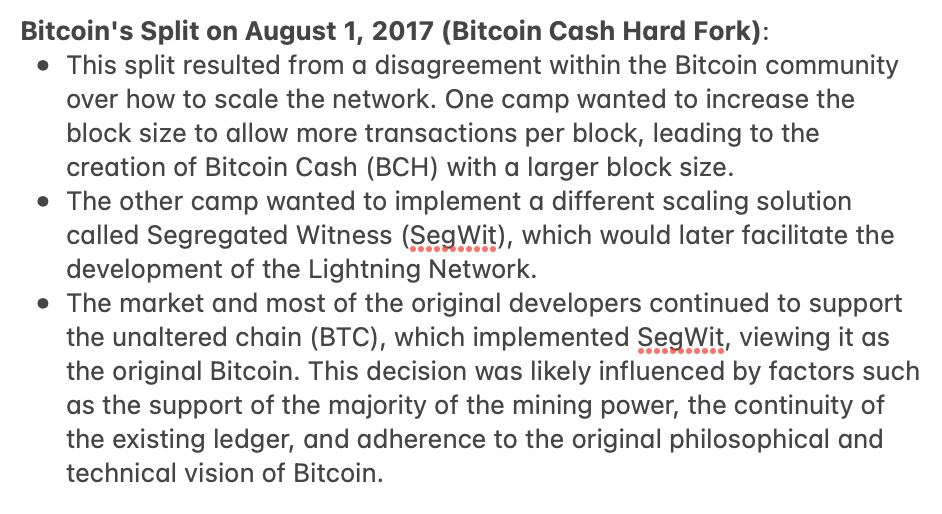 Bitcoin's Split on August 1, 2017 (Bitcoin Cash Hard Fork):
• This split resulted from a disagreement within the Bitcoin community
over how to scale the network. One camp wanted to increase the
block size to allow more transactions per block, leading to the
creation of Bitcoin Cash (BCH) with a larger block size.
• The other camp wanted to implement a different scaling solution
called Segregated Witness (SegWit), which would later facilitate the
development of the Lightning Network.
• The market and most of the original developers continued to support
the unaltered chain (BTC), which implemented SegWit, viewing it as
the original Bitcoin. This decision was likely influenced by factors such
as the support of the majority of the mining power, the continuity of
the existing ledger, and adherence to the original philosophical and
technical vision of Bitcoin.